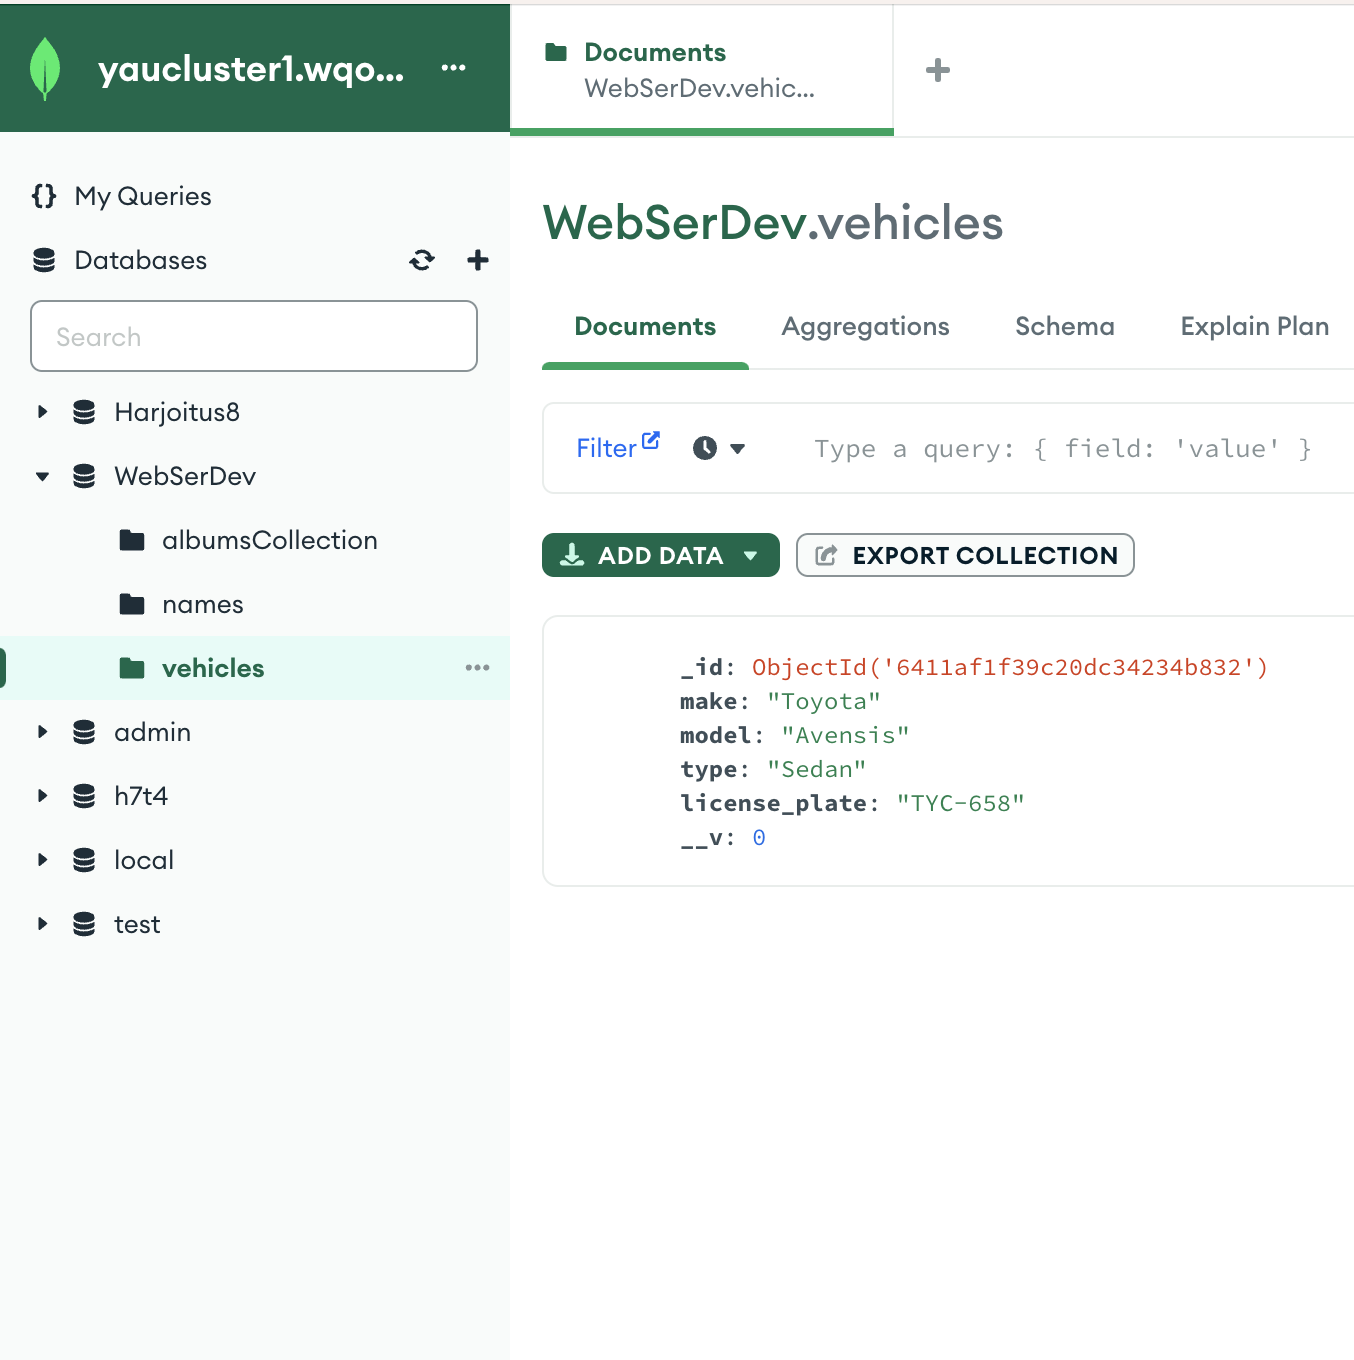 yaucluster1.wqo...
Documents
WebSerDev.vehic...
My Queries
Databases
Search
Harjoitus8
WebSerDev
albumsCollection
names
vehicles
admin
h7t4
local
test
WebSerDev.vehicles
Documents Aggregations Schema Explain Plan
Filter Type a query: { field: 'value' }
ADD DATA EXPORT COLLECTION
_id: ObjectId('6411af1f39c20dc34234b832')
make: "Toyota"
model: "Avensis"
type: "Sedan"
license_plate: "TYC-658"
__v: 0